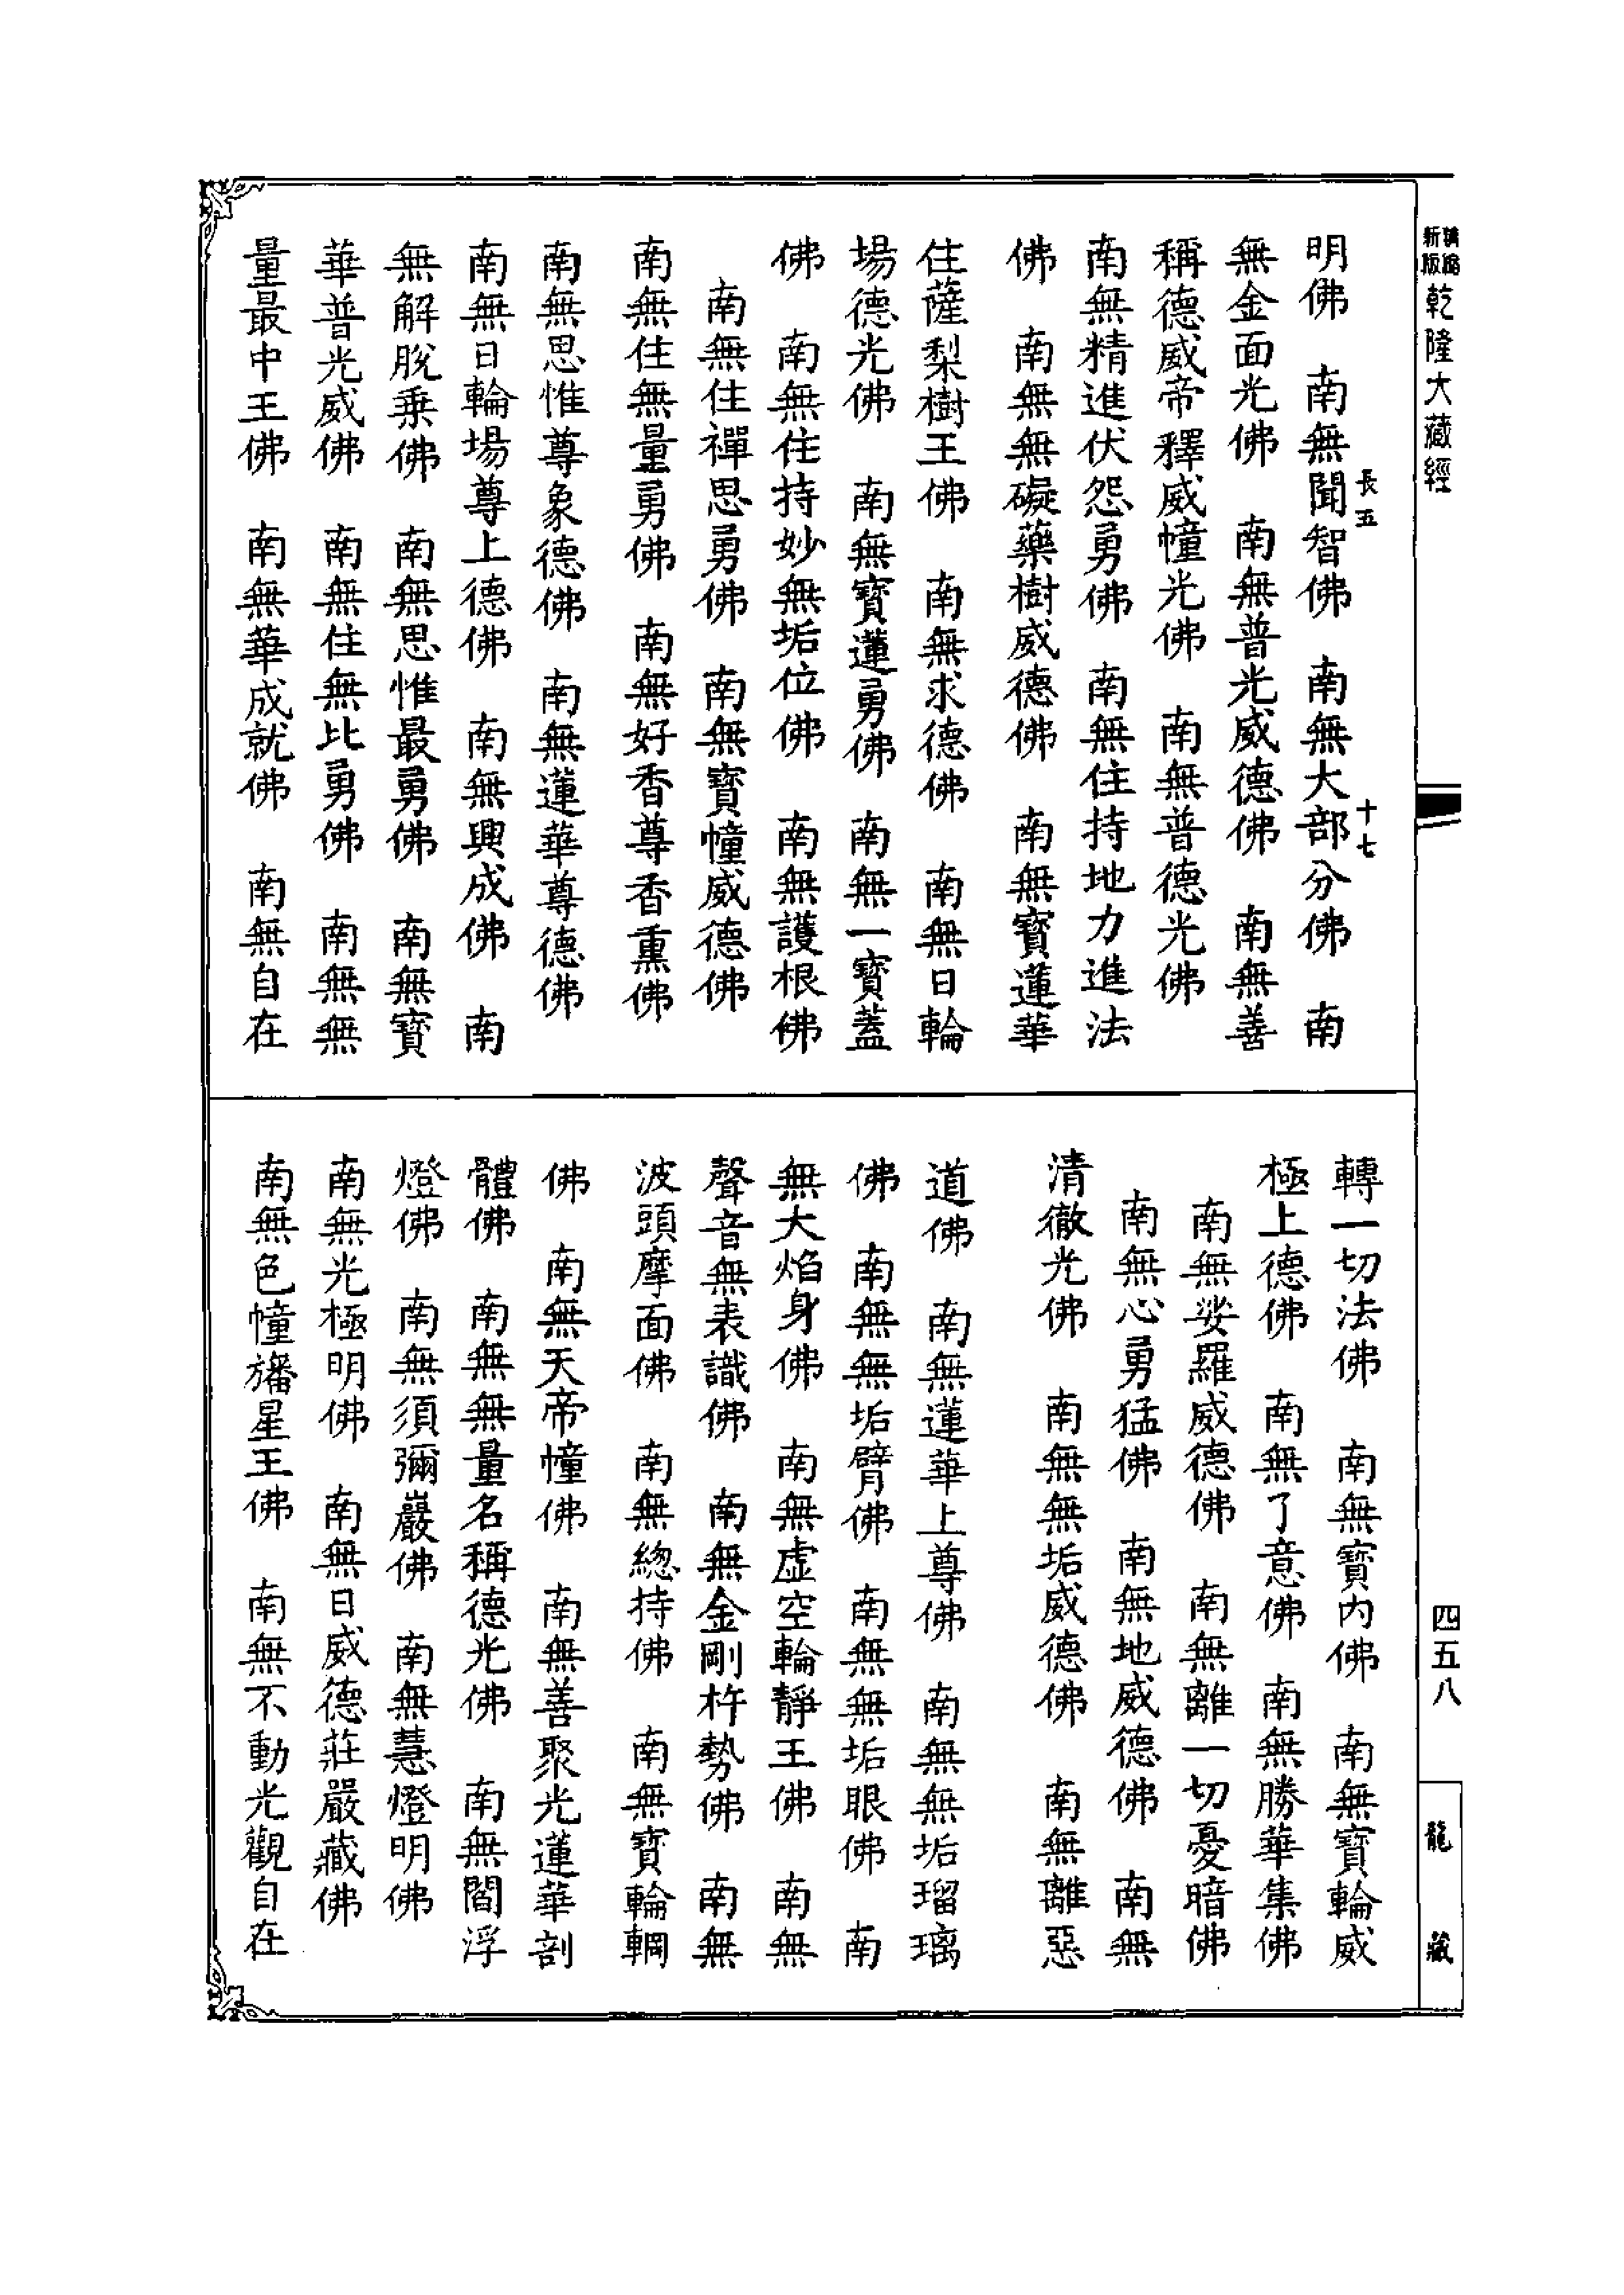 新版
乾隆大藏經
四五八
龍藏
長五
十七
明佛　南無聞智佛　南無大部分佛　南
無金面光佛　南無普光威德佛　南無善
稱德威帝釋威幢光佛　南無普德光佛
南無精進伏怨勇佛　南無住持地力進法
佛　南無無礙藥樹威德佛　南無寶蓮華
住薩梨樹王佛　南無求德佛　南無日輪
場德光佛　南無寶蓮勇佛　南無一寶蓋
佛　南無住持妙無垢位佛　南無護根佛
南無住禪思勇佛　南無寶幢威德佛
南無住無量勇佛　南無好香尊香熏佛
南無思惟尊象德佛　南無蓮華尊德佛
南無日輪場尊上德佛　南無興成佛　南
無解脫乘佛　南無思惟最勇佛　南無寶
華普光威佛　南無住無比勇佛　南無無
量最中王佛　南無華成就佛　南無自在
轉一切法佛　南無寶内佛　南無寶輪威
極上德佛　南無了意佛　南無勝華集佛
南無娑羅威德佛　南無離一切憂暗佛
南無心勇猛佛　南無地威德佛　南無
清徹光佛　南無無垢威德佛　南無離惡
道佛　南無蓮華上尊佛　南無無垢瑠璃
佛　南無無垢臂佛　南無無垢眼佛　南
無大焰身佛　南無虛空輪靜王佛　南無
聲音無表識佛　南無金剛杵勢佛　南無
波頭摩面佛　南無總持佛　南無寶輪輞
佛　南無天帝幢佛　南無善聚光蓮華剖
體佛　南無無量名稱德光佛　南無閻浮
燈佛　南無須彌巖佛　南無慧燈明佛
南無光極明佛　南無日威德莊嚴藏佛
南無色幢旛星王佛　南無不動光觀自在